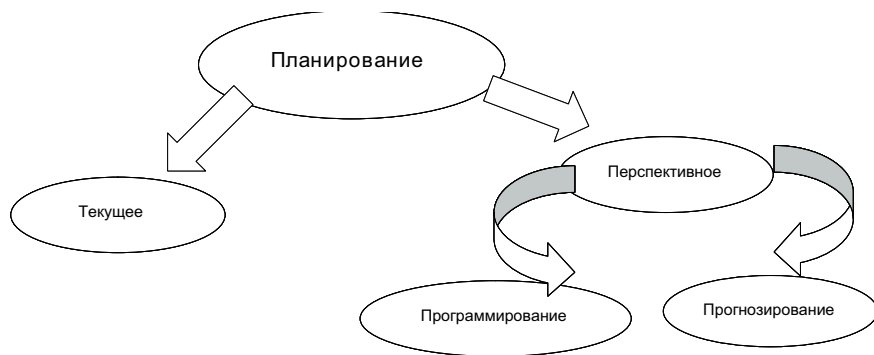 Планирование
Перспективное
Текущее
Программирование
Прогнозирование